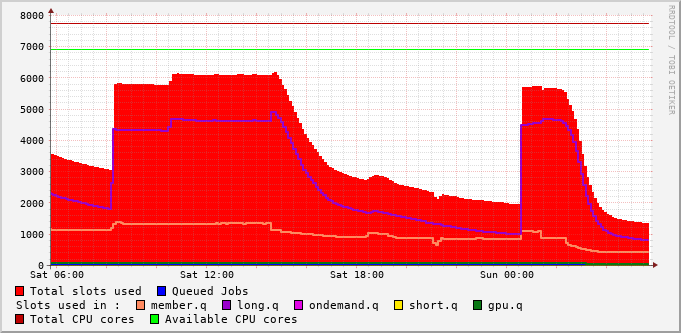 RRDTOOL / TOBI OETIKER
8000
7000
6000
5000
4000
3000
2000
1000
0
Sat 06:00 Sat 12:00 Sat 18:00 Sun 00:00
Total slots used Queued Jobs
Slots used in : member.q long.q ondemand.q short.q gpu.q
Total CPU cores Available CPU cores